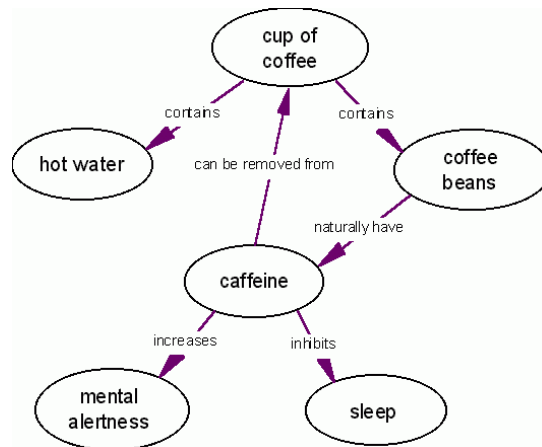 cup of
coffee
contains
contains
hot water
can be removed from
coffee
beans
naturally have
caffeine
increases
inhibits
mental
alertness
sleep